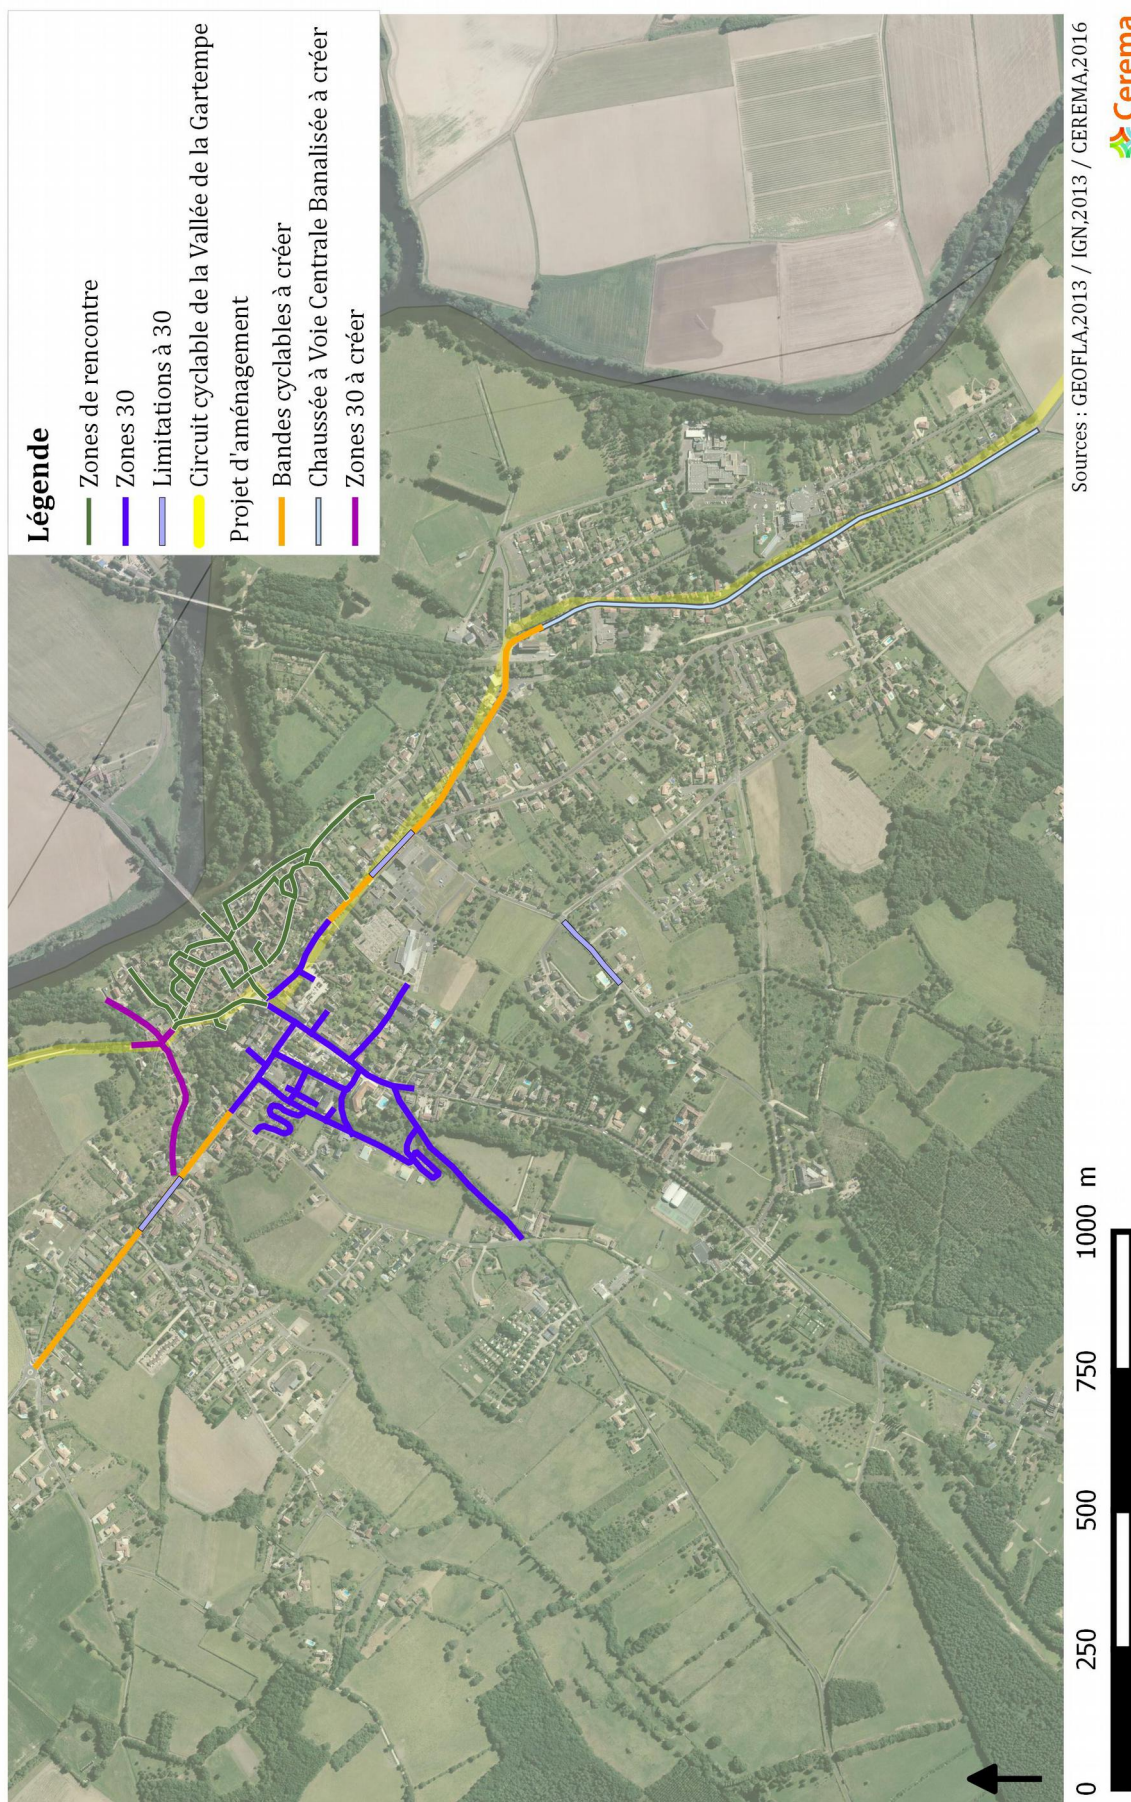 Légende
Zones de rencontre
Zones 30
Limitations à 30
Circuit cyclable de la Vallée de la Gartempe
Projet d'aménagement
Bandes cyclables à créer
Chaussée à Voie Centrale Banalisée à créer
Zones 30 à créer
0 250 500 750 1000 m
Sources : GEOFLA,2013 / IGN,2013 / CEREMA,2016
Cerema